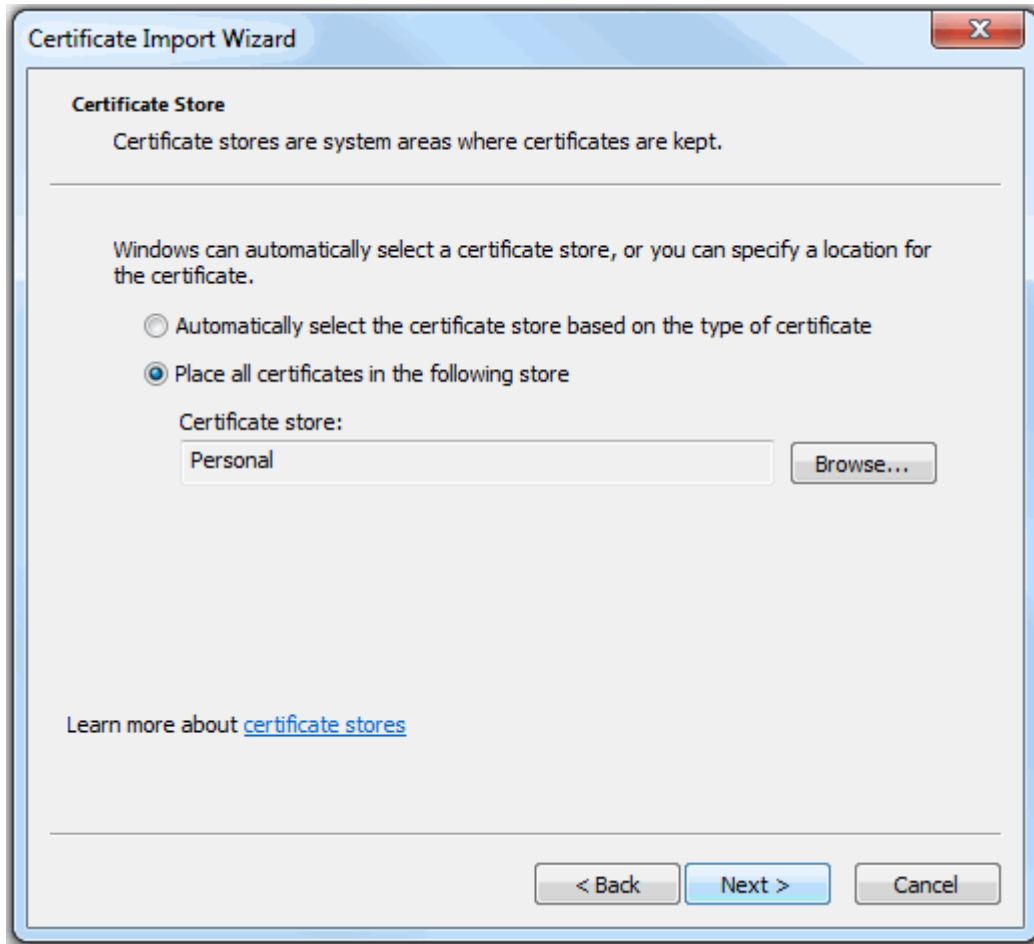 Certificate Import Wizard
Certificate Store
Certificate stores are system areas where certificates are kept.
Windows can automatically select a certificate store, or you can specify a location for
the certificate.
Automatically select the certificate store based on the type of certificate
Place all certificates in the following store
Certificate store:
Personal
Browse...
Learn more about certificate stores
< Back
Next >
Cancel